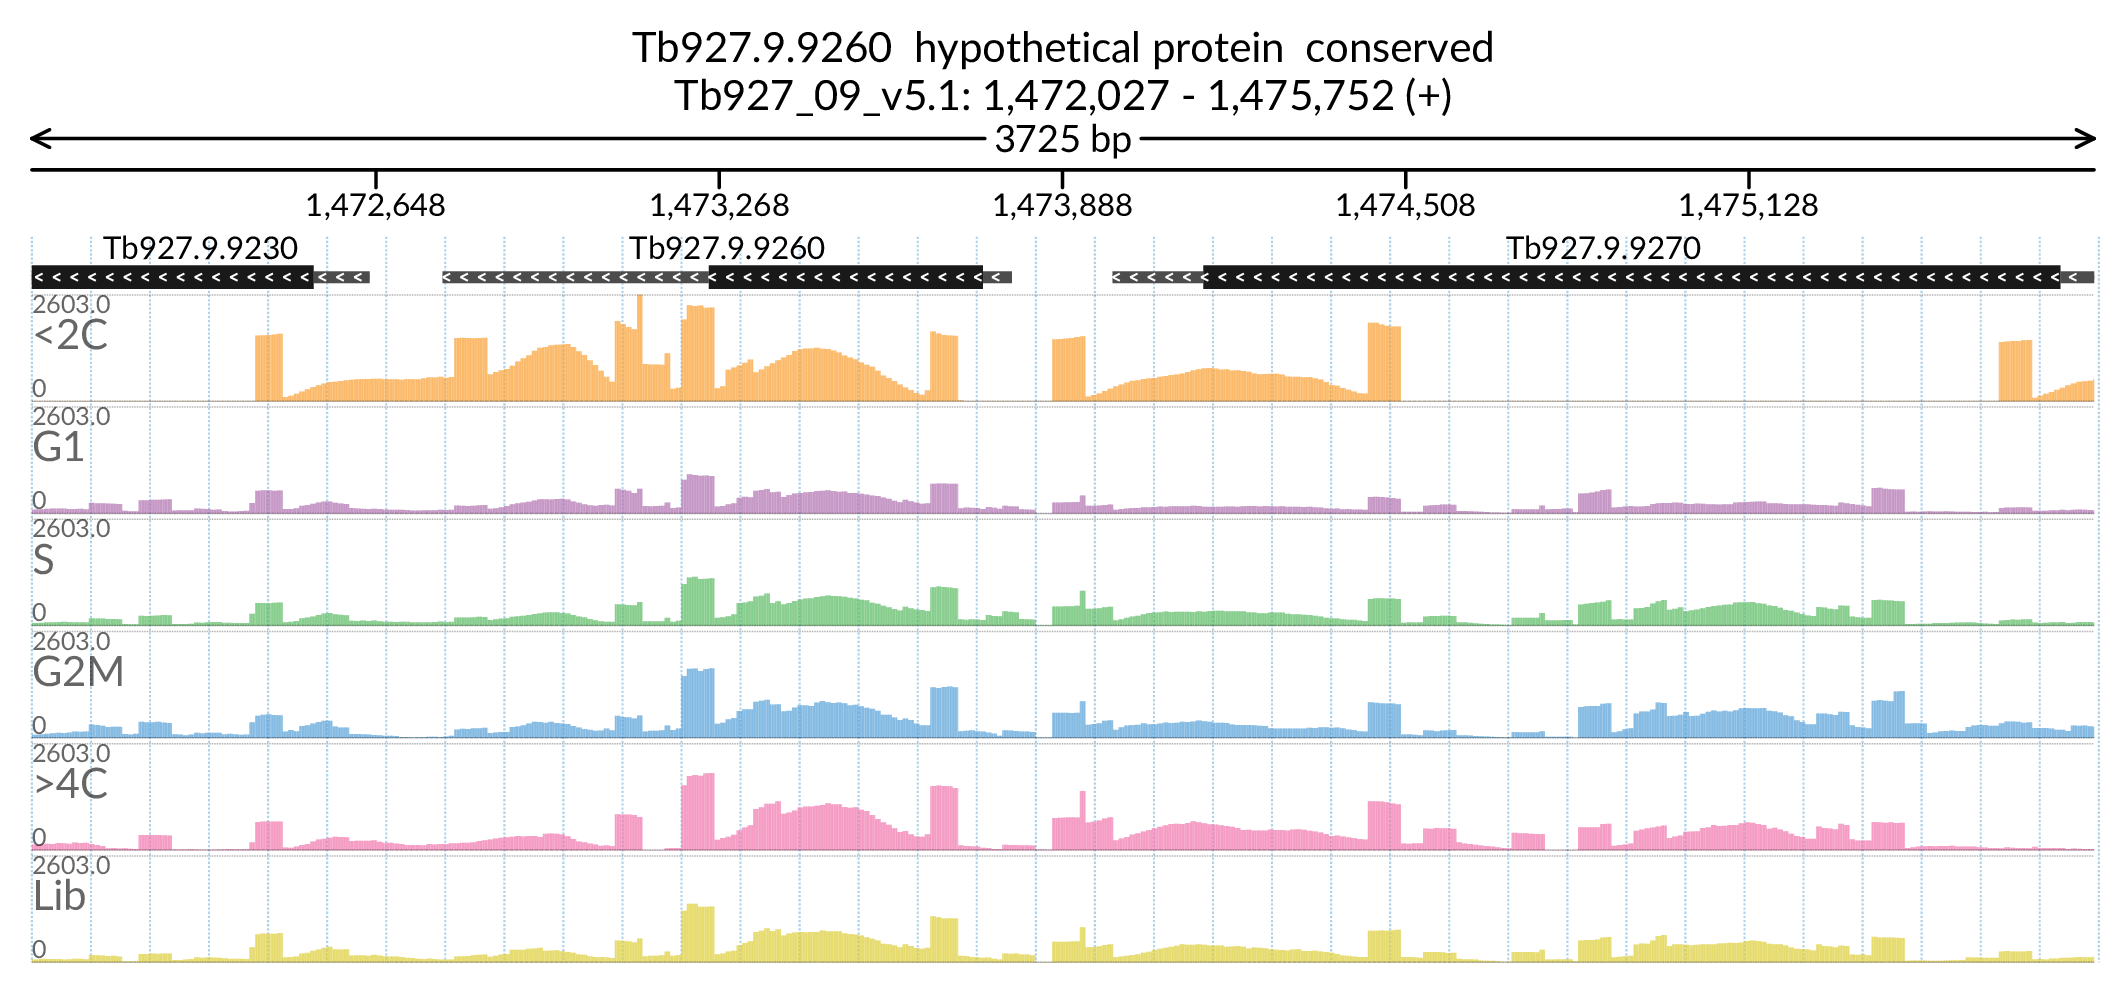 Tb927.9.9260 hypothetical protein conserved
Tb927_09_v5.1: 1,472,027 - 1,475,752 (+)
3725 bp
1,472,648 1,473,268 1,473,888 1,474,508 1,475,128
Tb927.9.9230 Tb927.9.9260 Tb927.9.9270
2603.0
<2C
0
2603.0
G1
0
2603.0
S
0
2603.0
G2M
0
2603.0
>4C
0
2603.0
Lib
0